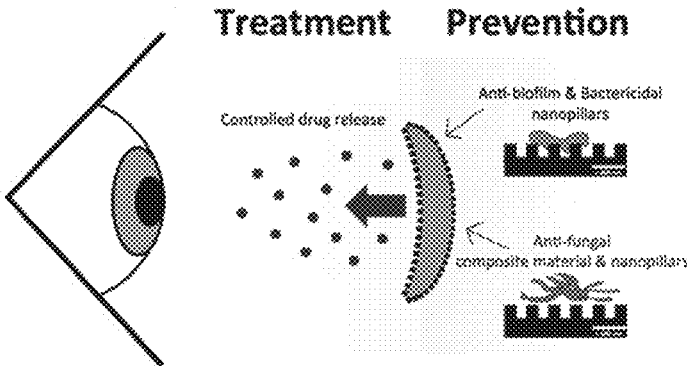 Treatment Prevention
Controlled drug release
Anti-biofilm & Bactericidal
nanopillars
Anti-fungal
composite material & nanopillars